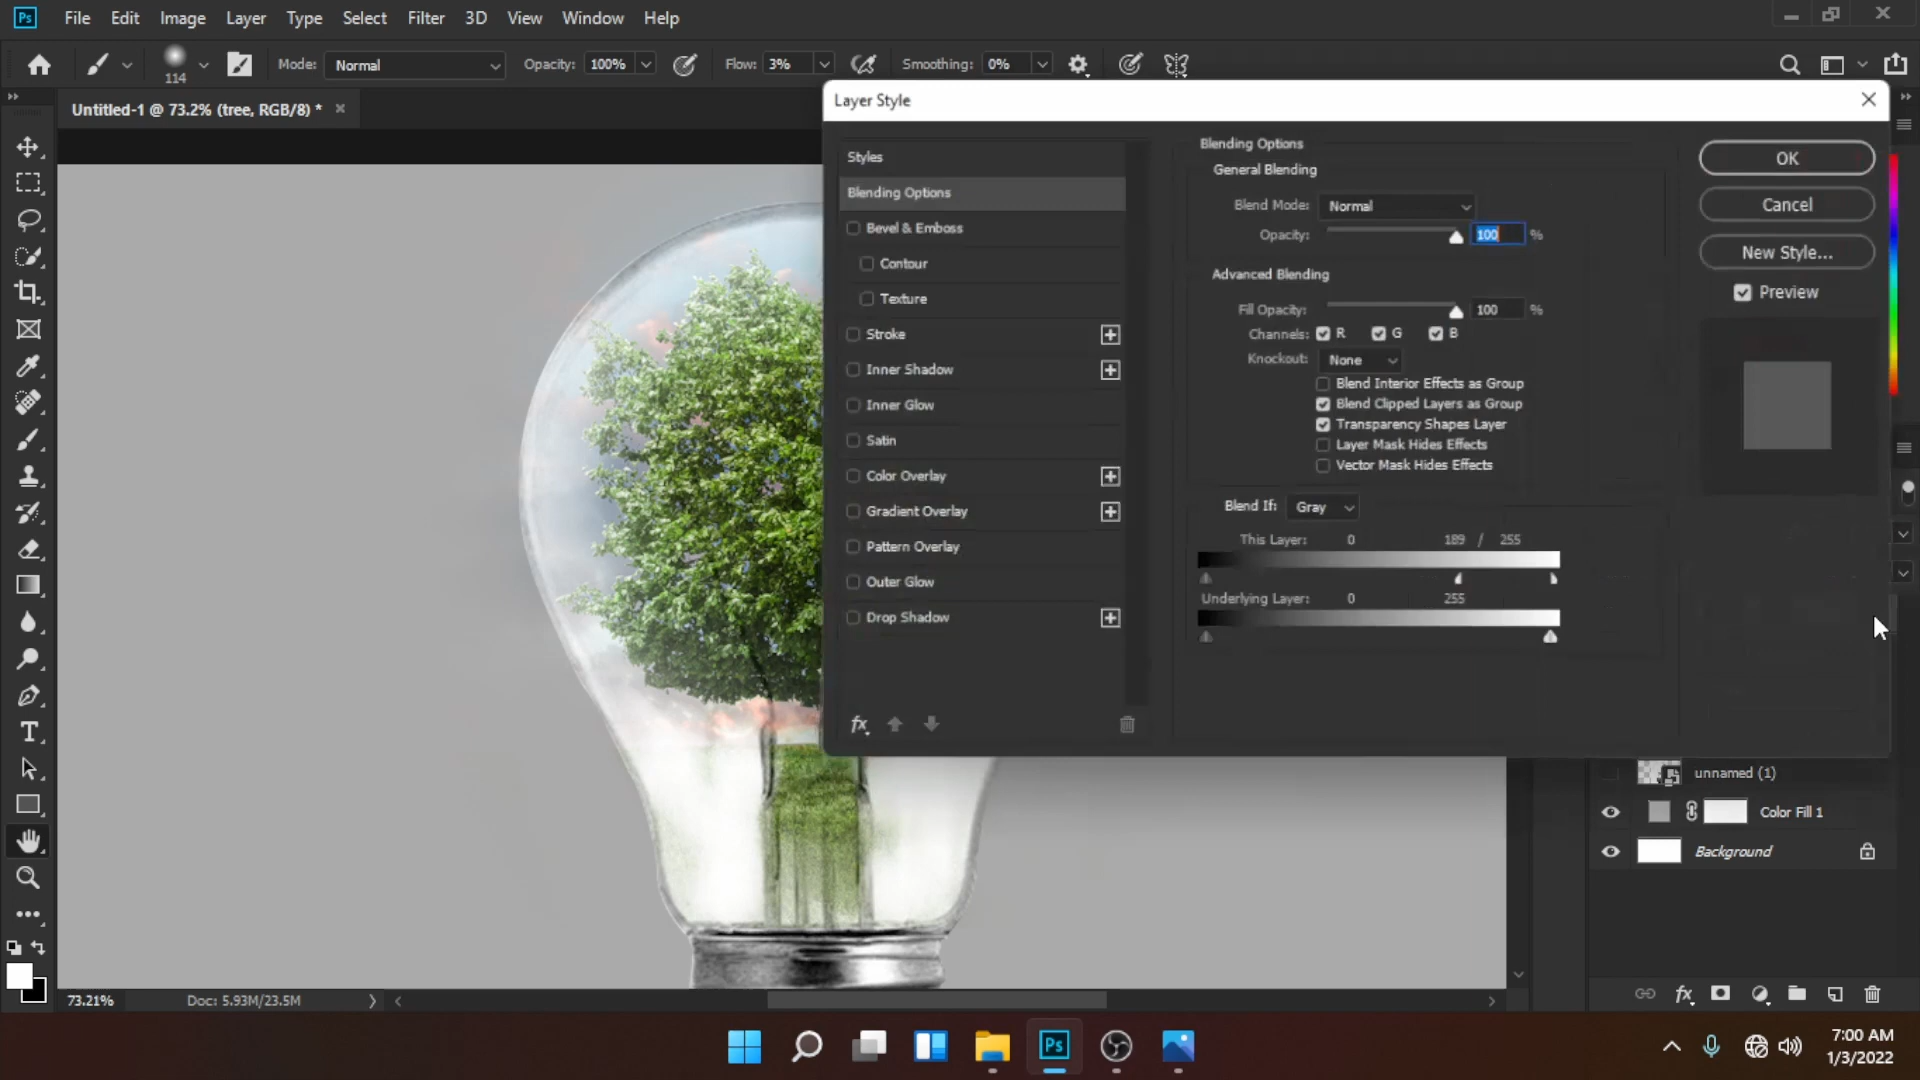 Ps File Edit Image Layer Type Select Filter 3D View Window Help
114 Mode: Normal Opacity: 100% Flow: 3% Smoothing: 0%
Untitled-1 @ 73.2% (tree, RGB/8) *
Layer Style
Styles
Blending Options
Bevel & Emboss
Contour
Texture
Stroke
Inner Shadow
Inner Glow
Satin
Color Overlay
Gradient Overlay
Pattern Overlay
Outer Glow
Drop Shadow
fx
Blending Options
General Blending
Blend Mode: Normal
Opacity: 100 %
Advanced Blending
Fill Opacity: 100 %
Channels: R G B
Knockout: None
Blend Interior Effects as Group
Blend Clipped Layers as Group
Transparency Shapes Layer
Layer Mask Hides Effects
Vector Mask Hides Effects
Blend If: Gray
This Layer: 0 189 / 255
Underlying Layer: 0 255
OK
Cancel
New Style...
Preview
unnamed (1)
Color Fill 1
Background
T
fx
73.21% Doc: 5.93M/23.5M
Ps
7:00 AM
1/3/2022